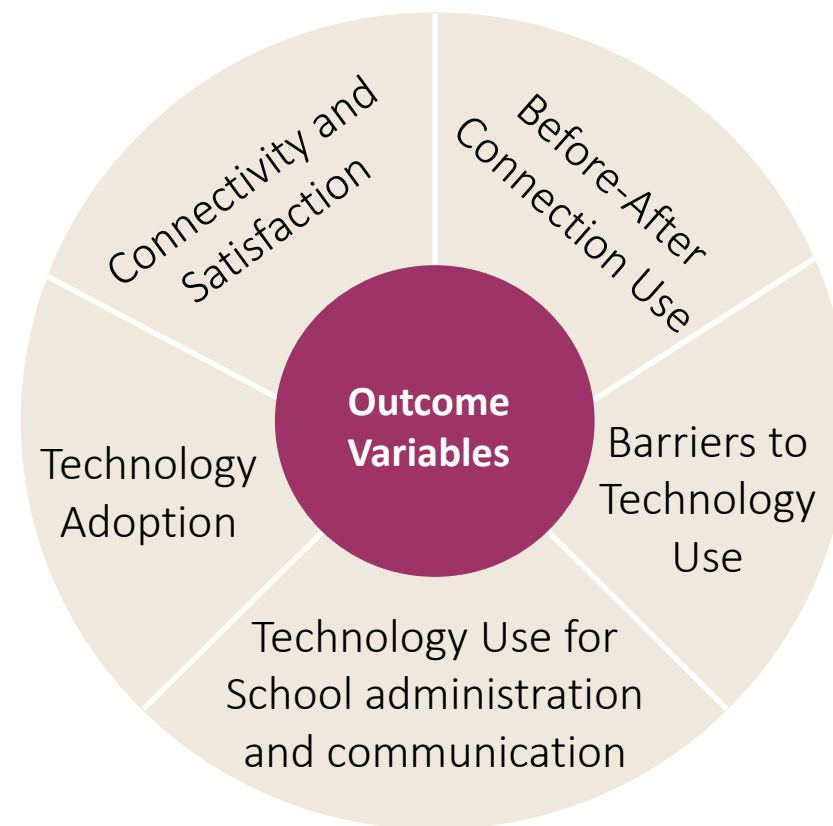 Connectivity and
Satisfaction
Before-After
Connection Use
Outcome
Variables
Technology
Adoption
Barriers to
Technology
Use
Technology Use for
School administration
and communication